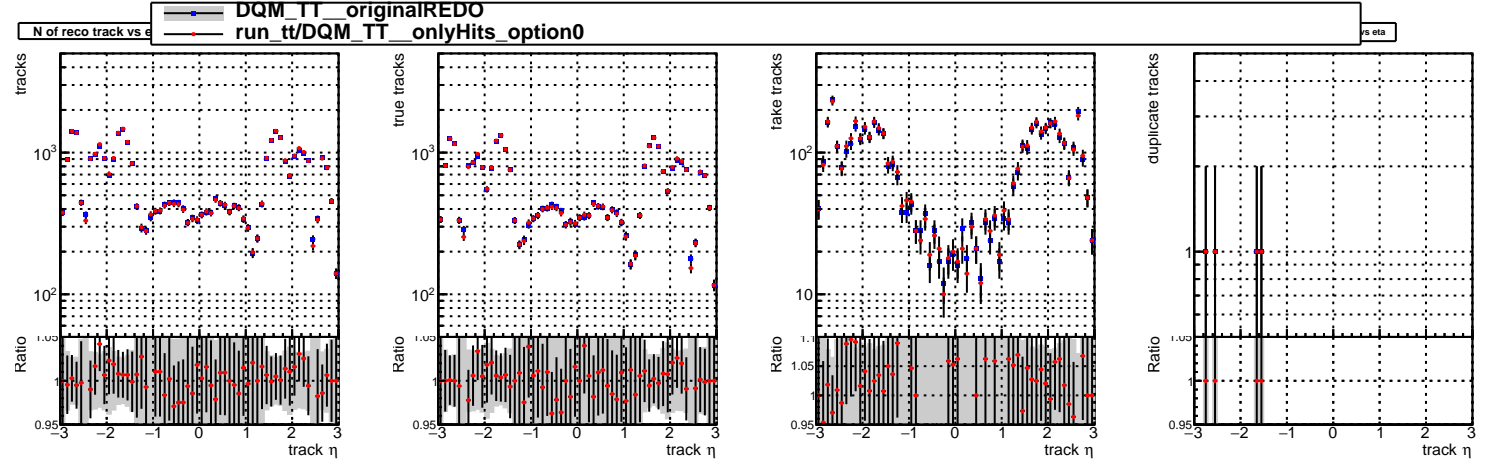 DQM_TT__originalREDO
run_tt/DQM_TT__onlyHits_option0
N of reco track vs e
vs eta
tracks
10³
10²
Ratio
1.05
1
0.95
−3 −2 −1 0 1 2 3
track η
true tracks
10³
10²
Ratio
1.05
1
0.95
−3 −2 −1 0 1 2 3
track η
fake tracks
10²
10
Ratio
1.1
1.05
1
0.95
−3 −2 −1 0 1 2 3
track η
duplicate tracks
1
Ratio
1.05
1
0.95
−3 −2 −1 0 1 2 3
track η